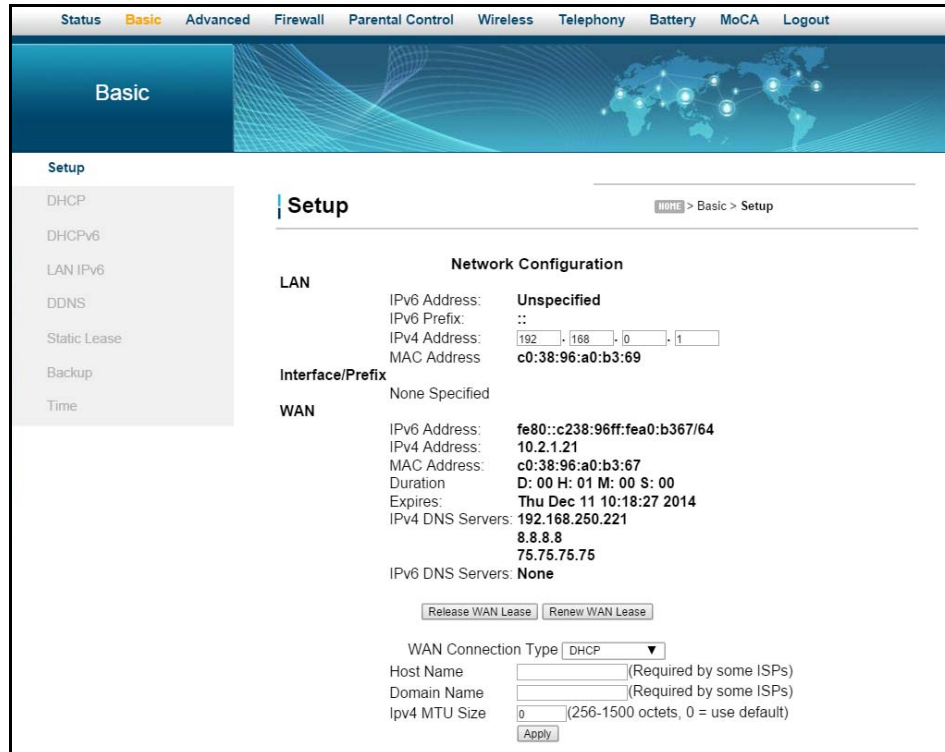 Status Basic Advanced Firewall Parental Control Wireless Telephony Battery MoCA Logout
Basic
Setup
DHCP
DHCPv6
LAN IPv6
DDNS
Static Lease
Backup
Time
Setup
HOME > Basic > Setup
Network Configuration
LAN
IPv6 Address: Unspecified
IPv6 Prefix: ::
IPv4 Address: 192 . 168 . 0 . 1
MAC Address c0:38:96:a0:b3:69
Interface/Prefix
None Specified
WAN
IPv6 Address: fe80::c238:96ff:fea0:b367/64
IPv4 Address: 10.2.1.21
MAC Address: c0:38:96:a0:b3:67
Duration D: 00 H: 01 M: 00 S: 00
Expires: Thu Dec 11 10:18:27 2014
IPv4 DNS Servers: 192.168.250.221
8.8.8.8
75.75.75.75
IPv6 DNS Servers: None
Release WAN Lease Renew WAN Lease
WAN Connection Type DHCP
Host Name (Required by some ISPs)
Domain Name (Required by some ISPs)
Ipv4 MTU Size 0 (256-1500 octets, 0 = use default)
Apply